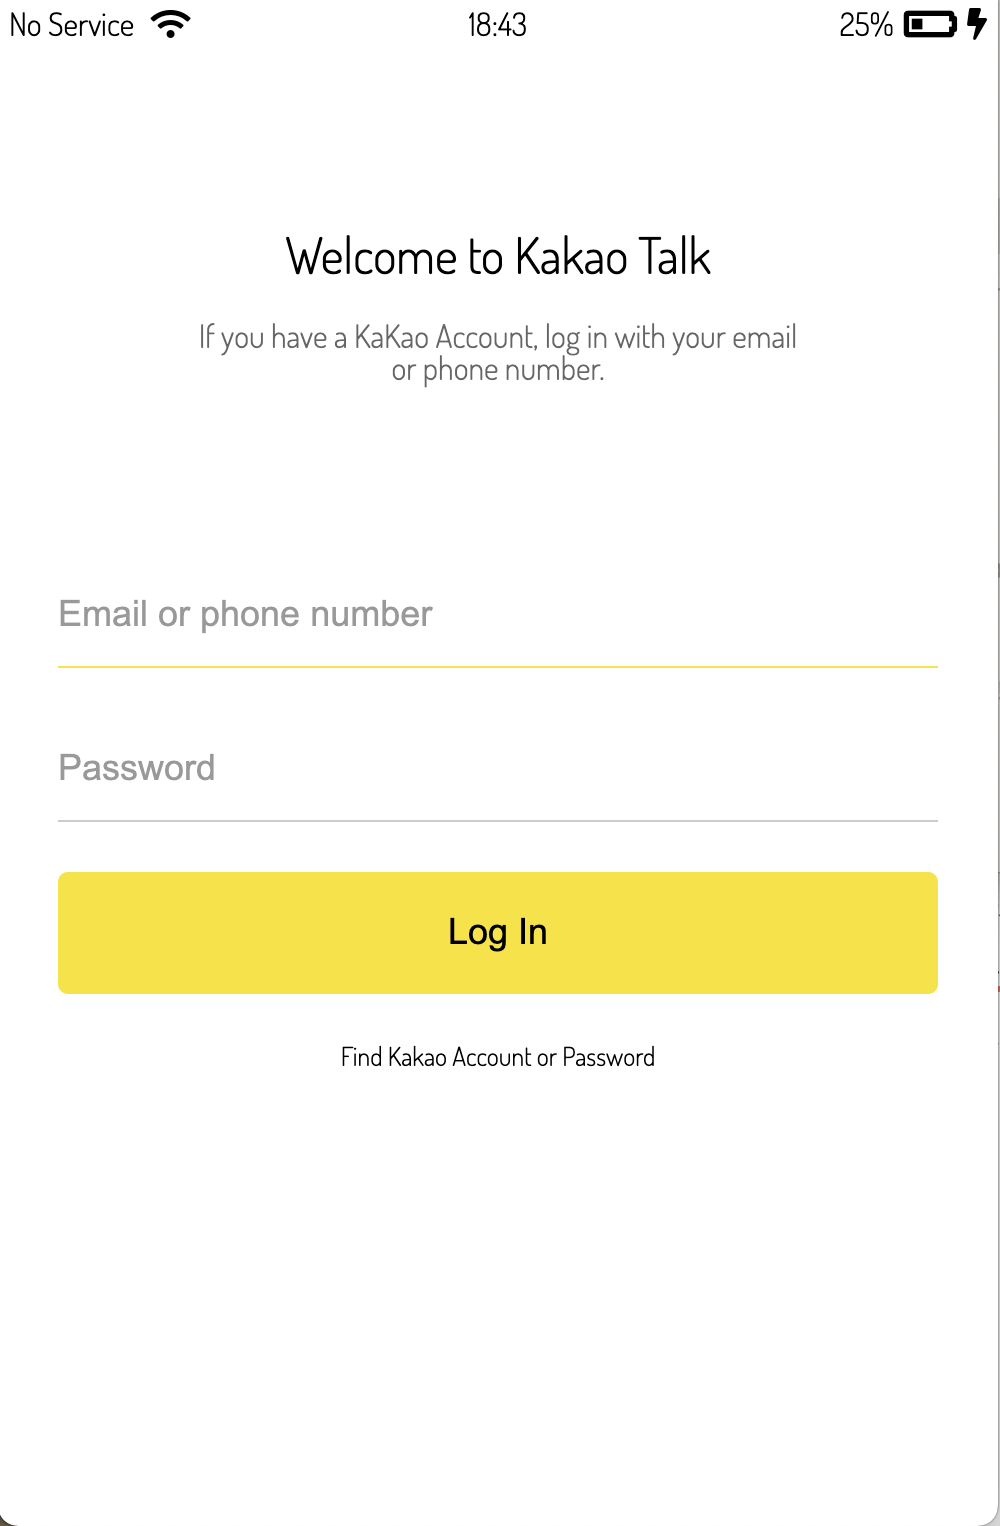 No Service
18:43
25%
Welcome to Kakao Talk
If you have a KaKao Account, log in with your email
or phone number.
Email or phone number
Password
Log In
Find Kakao Account or Password